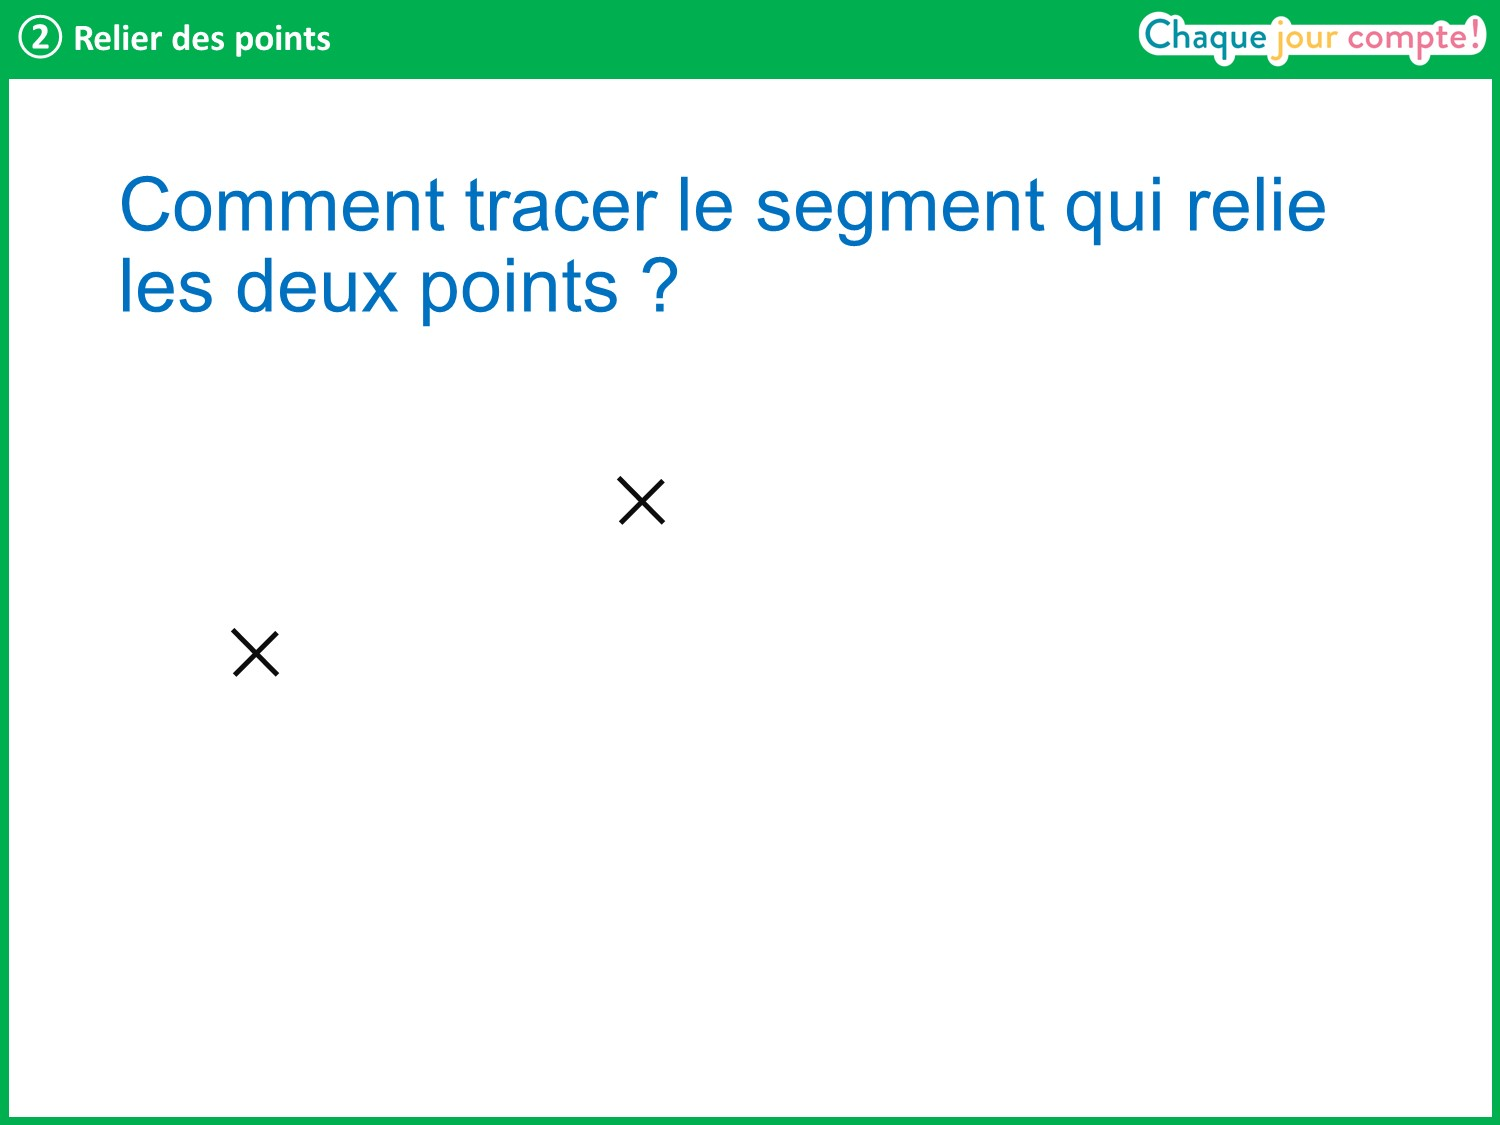 ② Relier des points
Chaque jour compte!
Comment tracer le segment qui relie
les deux points ?